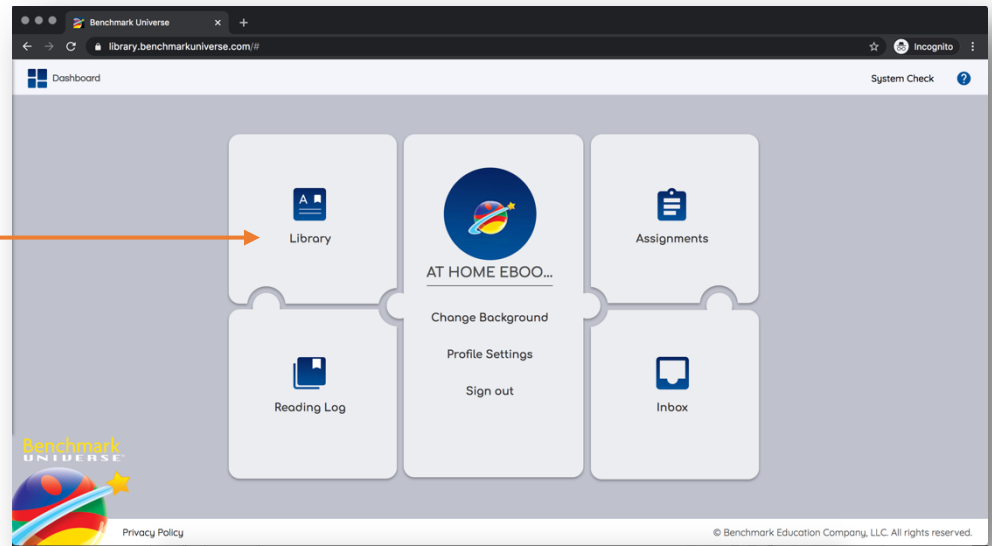 Benchmark Universe
library.benchmarkuniverse.com/#
Incognito
Dashboard
System Check
?
A
Library
AT HOME EBOO...
Change Background
Profile Settings
Sign out
Assignments
Reading Log
Inbox
Benchmark
UNIVERSE
Privacy Policy
© Benchmark Education Company, LLC. All rights reserved.